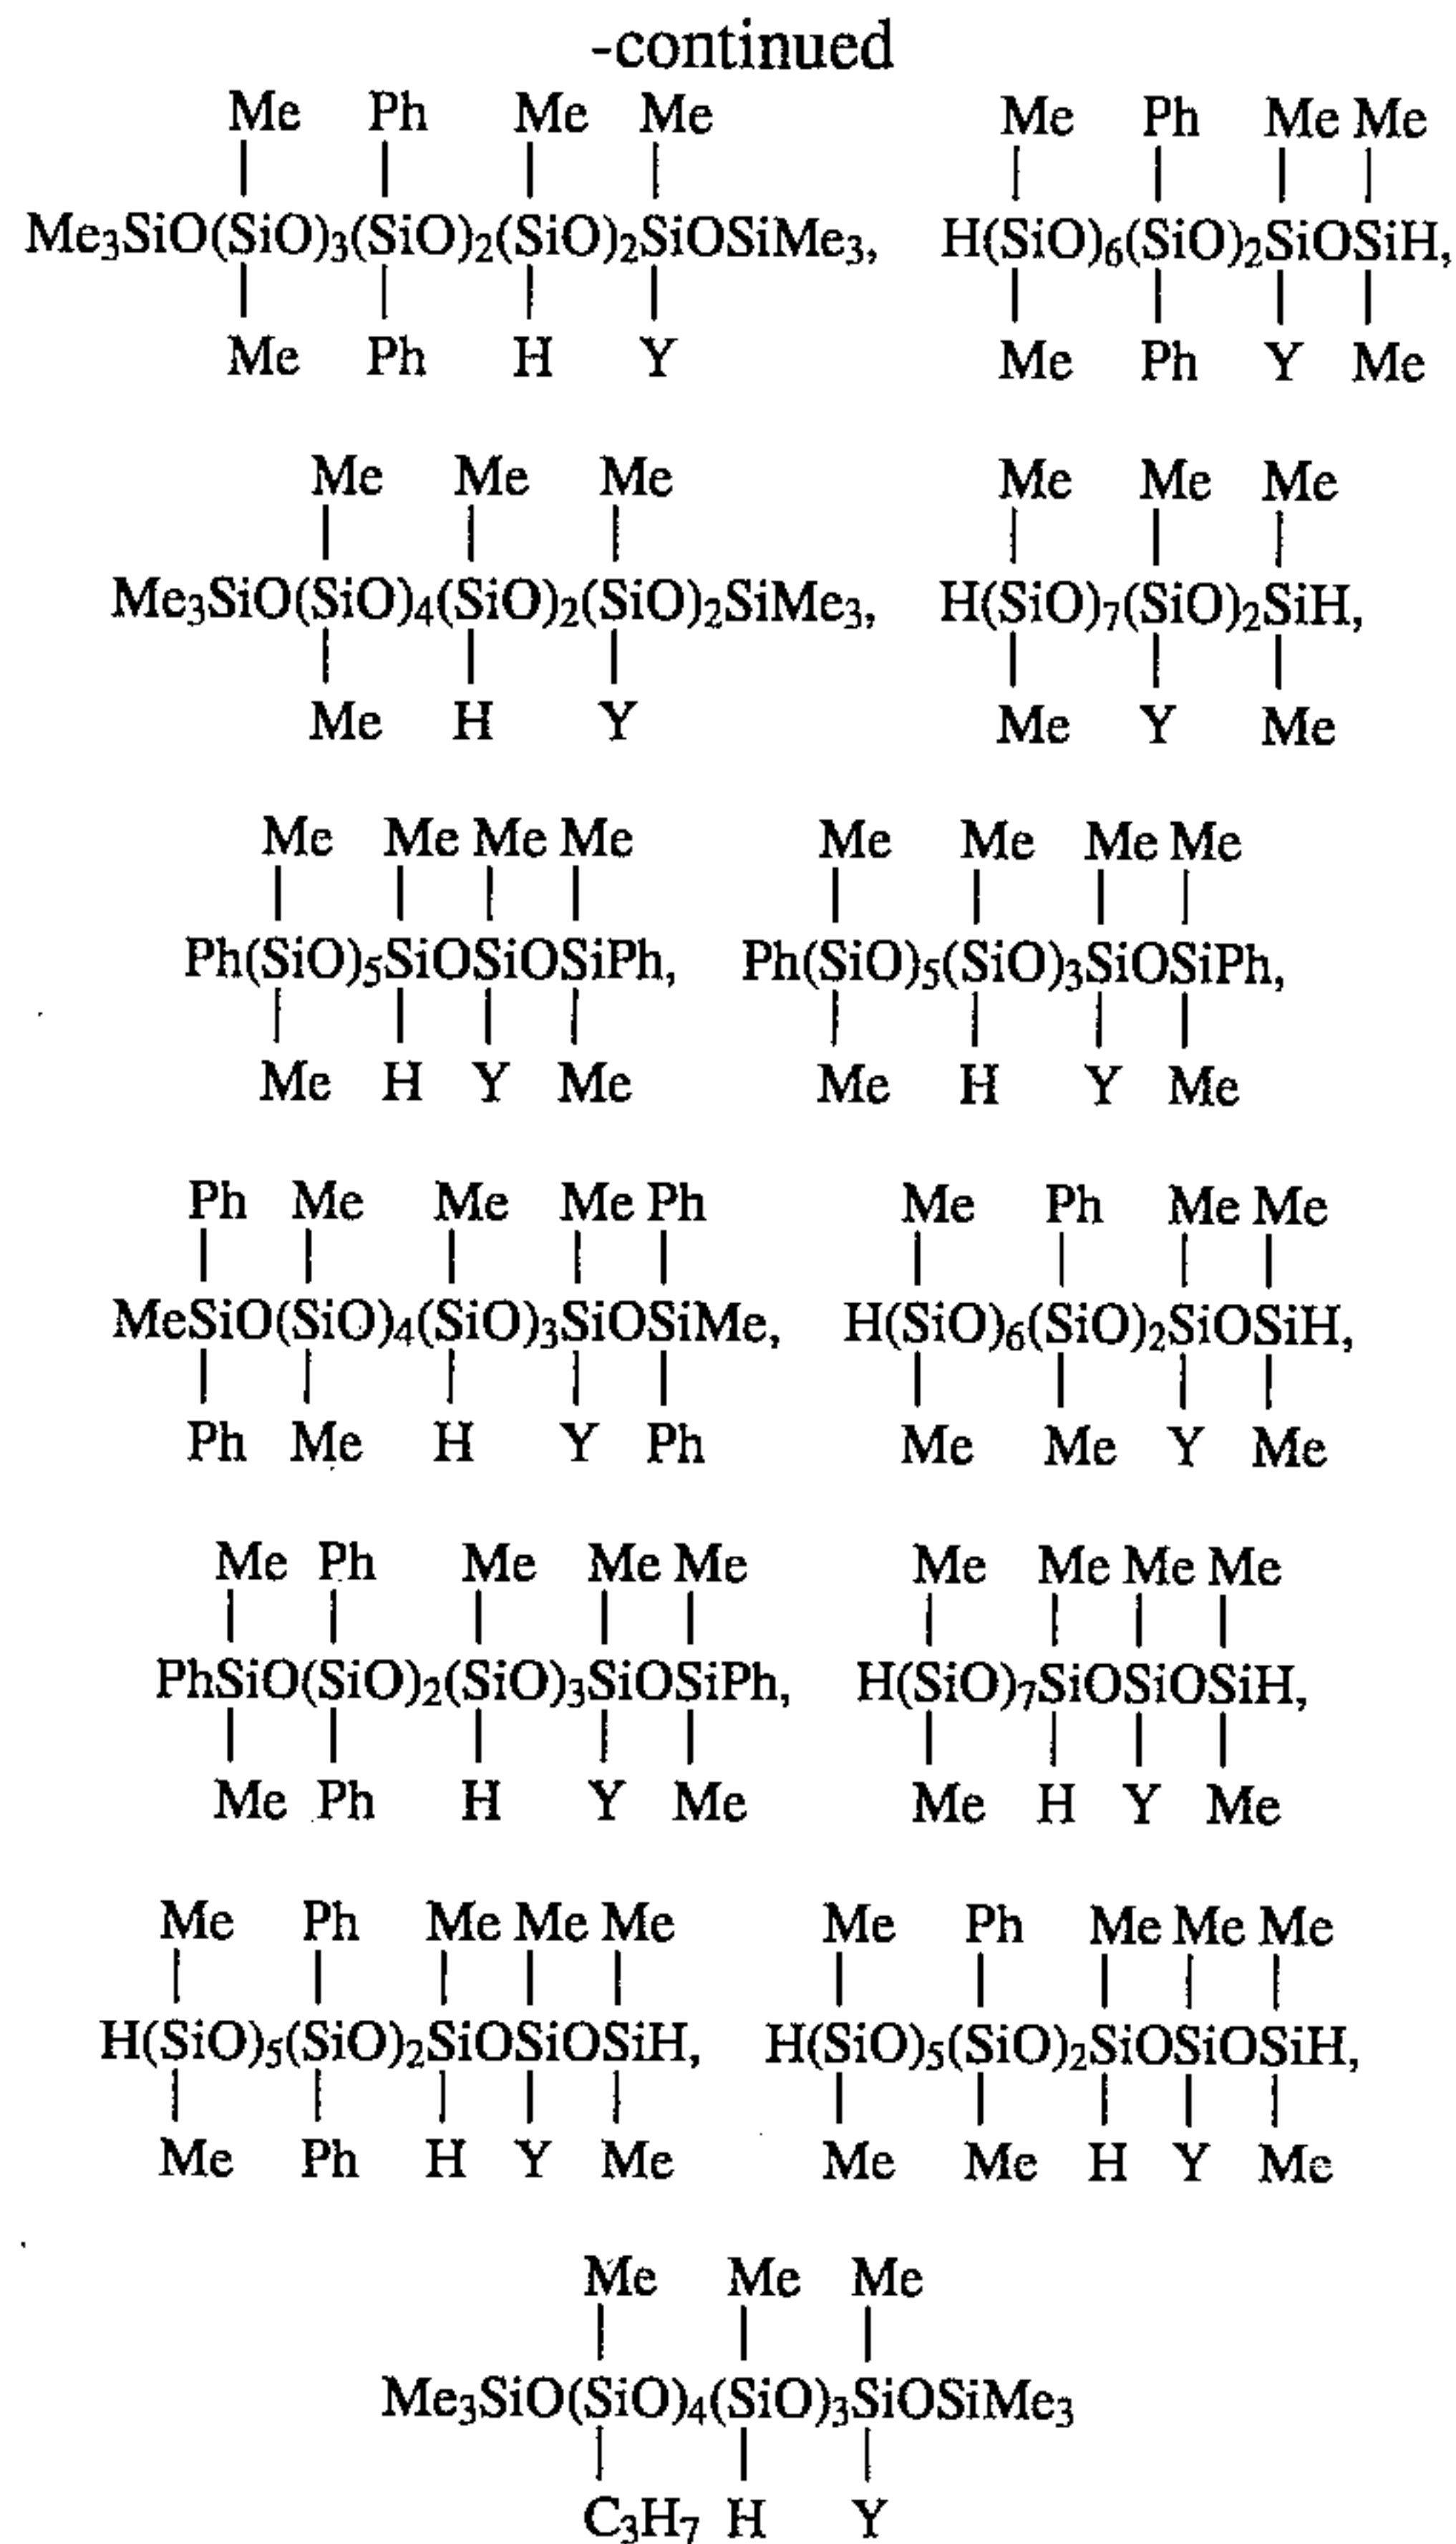 -continued
Me Ph Me Me Me Ph Me Me
Me₃SiO(SiO)₃(SiO)₂(SiO)₂SiOSiMe₃, H(SiO)₆(SiO)₂SiOSiH,
Me Ph H Y Me Ph Y Me
Me Me Me Me Me Me
Me₃SiO(SiO)₄(SiO)₂(SiO)₂SiMe₃, H(SiO)₇(SiO)₂SiH,
Me H Y Me Y Me
Me Me Me Me Me Me Me Me
Ph(SiO)₅SiOSiOSiPh, Ph(SiO)₅(SiO)₃SiOSiPh,
Me H Y Me Me H Y Me
Ph Me Me Me Ph Me Ph Me Me
MeSiO(SiO)₄(SiO)₃SiOSiMe, H(SiO)₆(SiO)₂SiOSiH,
Ph Me H Y Ph Me Me Y Me
Me Ph Me Me Me Me Me Me Me
PhSiO(SiO)₂(SiO)₃SiOSiPh, H(SiO)₇SiOSiOSiH,
Me Ph H Y Me Me H Y Me
Me Ph Me Me Me Me Ph Me Me Me
H(SiO)₅(SiO)₂SiOSiOSiH, H(SiO)₅(SiO)₂SiOSiOSiH,
Me Ph H Y Me Me Me H Y Me
Me Me Me
Me₃SiO(SiO)₄(SiO)₃SiOSiMe₃
C₃H₇ H Y